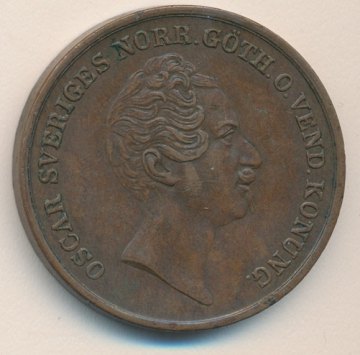 OSCAR SVERIGES NORR. GÖTH. O. VEND. KONUNG.